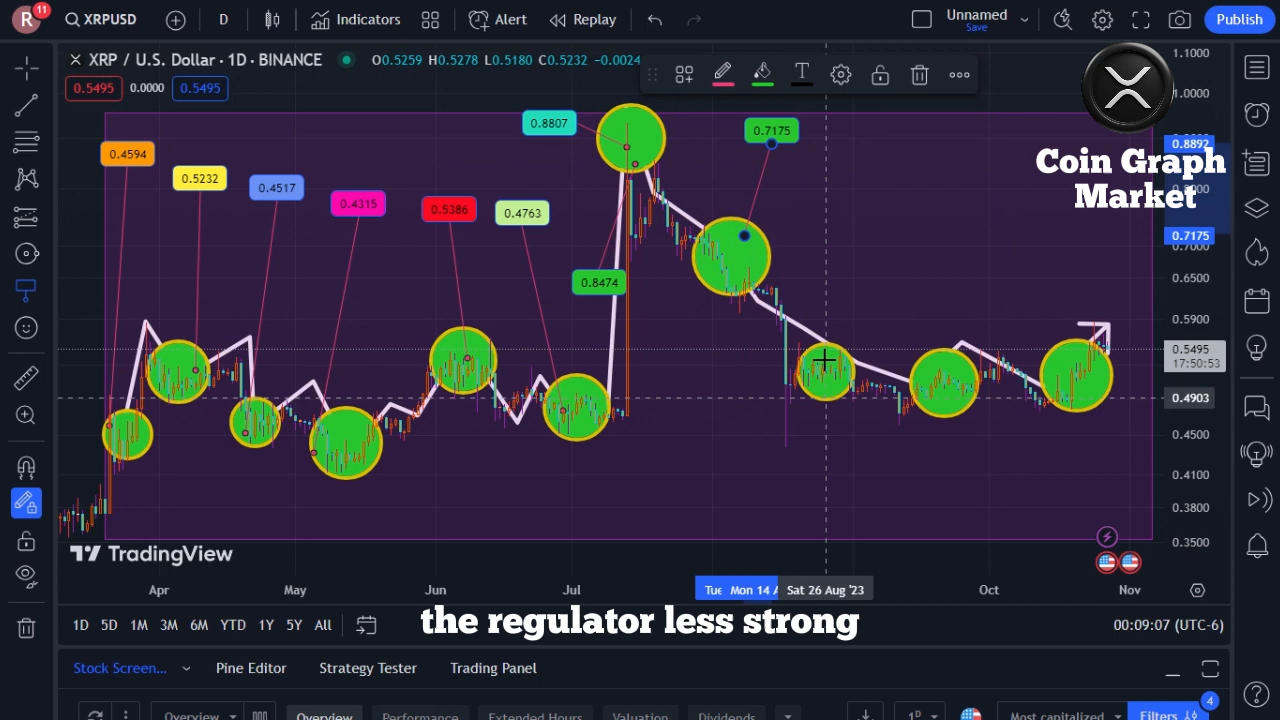 R 11 XRPUSD D Indicators Alert Replay Unnamed Save Publish
XRP / U.S. Dollar · 1D · BINANCE O0.5259 H0.5278 L0.5180 C0.5232 −0.0024
0.5495 0.0000 0.5495
1.1000
1.0000
0.8892
0.7175
0.7000
0.6500
0.5900
0.5495
17:50:53
0.4903
0.4500
0.4100
0.3800
0.3500
Coin Graph
Market
0.4594
0.5232
0.4517
0.4315
0.5386
0.4763
0.8807
0.8474
0.7175
TradingView
Apr May Jun Jul Tue Mon 14 Sat 26 Aug '23 Oct Nov
the regulator less strong
1D 5D 1M 3M 6M YTD 1Y 5Y All 00:09:07 (UTC-6)
Stock Screen... Pine Editor Strategy Tester Trading Panel
4
Overview Overview Performance Extended Hours Valuation Dividends 1D Most capitalized Filters